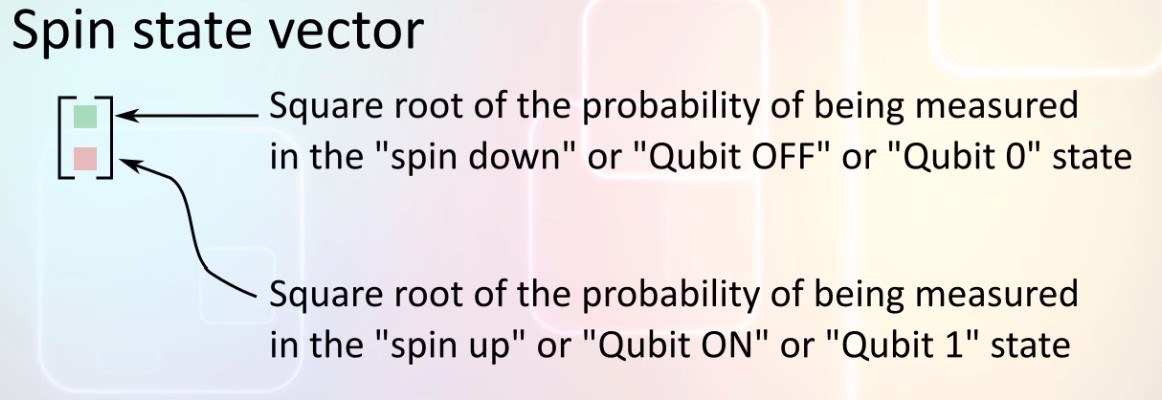 Spin state vector
Square root of the probability of being measured
in the "spin down" or "Qubit OFF" or "Qubit 0" state
Square root of the probability of being measured
in the "spin up" or "Qubit ON" or "Qubit 1" state